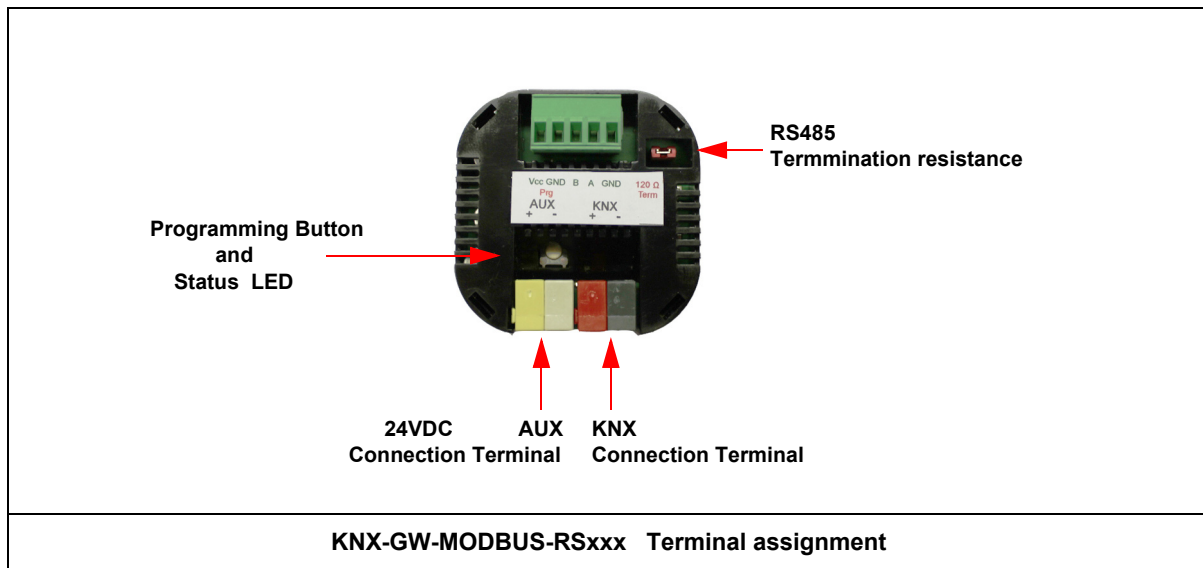 RS485
Termmination resistance
Vcc GND B A GND 120 Ω
Prg Term
AUX KNX
+ - + -
Programming Button
and
Status LED
24VDC AUX KNX
Connection Terminal Connection Terminal
KNX-GW-MODBUS-RSxxx Terminal assignment